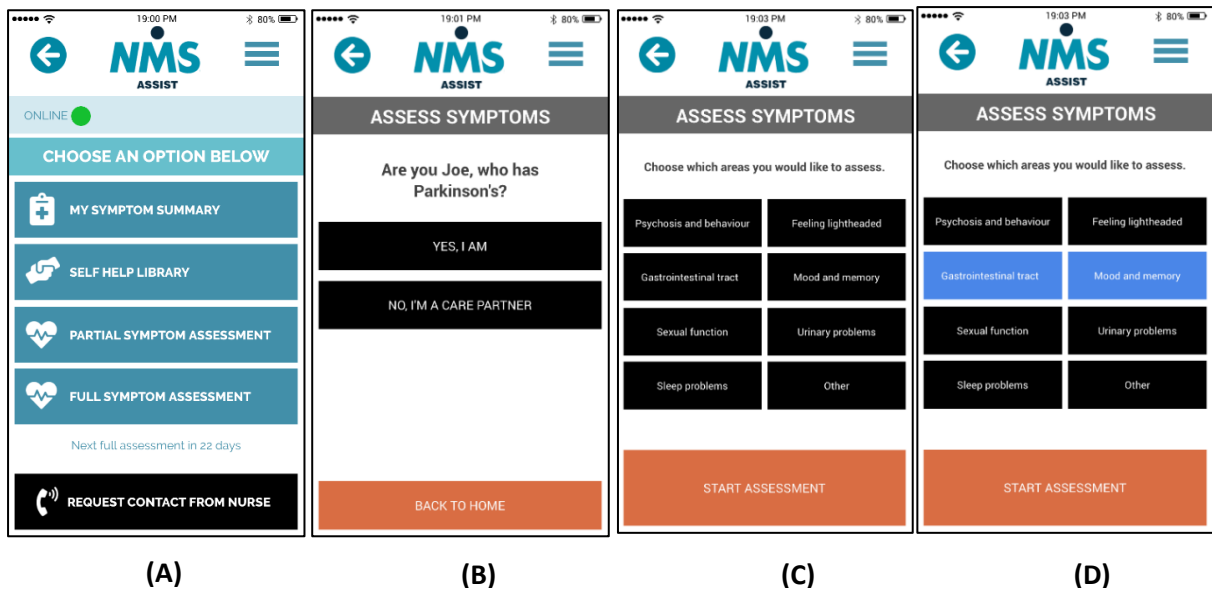 19:00 PM
80%
NMS
ASSIST
ONLINE
CHOOSE AN OPTION BELOW
MY SYMPTOM SUMMARY
SELF HELP LIBRARY
PARTIAL SYMPTOM ASSESSMENT
FULL SYMPTOM ASSESSMENT
Next full assessment in 22 days
REQUEST CONTACT FROM NURSE
(A)
19:01 PM
80%
NMS
ASSIST
ASSESS SYMPTOMS
Are you Joe, who has
Parkinson's?
YES, I AM
NO, I'M A CARE PARTNER
BACK TO HOME
(B)
19:03 PM
80%
NMS
ASSIST
ASSESS SYMPTOMS
Choose which areas you would like to assess.
Psychosis and behaviour
Feeling lightheaded
Gastrointestinal tract
Mood and memory
Sexual function
Urinary problems
Sleep problems
Other
START ASSESSMENT
(C)
19:03 PM
80%
NMS
ASSIST
ASSESS SYMPTOMS
Choose which areas you would like to assess.
Psychosis and behaviour
Feeling lightheaded
Gastrointestinal tract
Mood and memory
Sexual function
Urinary problems
Sleep problems
Other
START ASSESSMENT
(D)